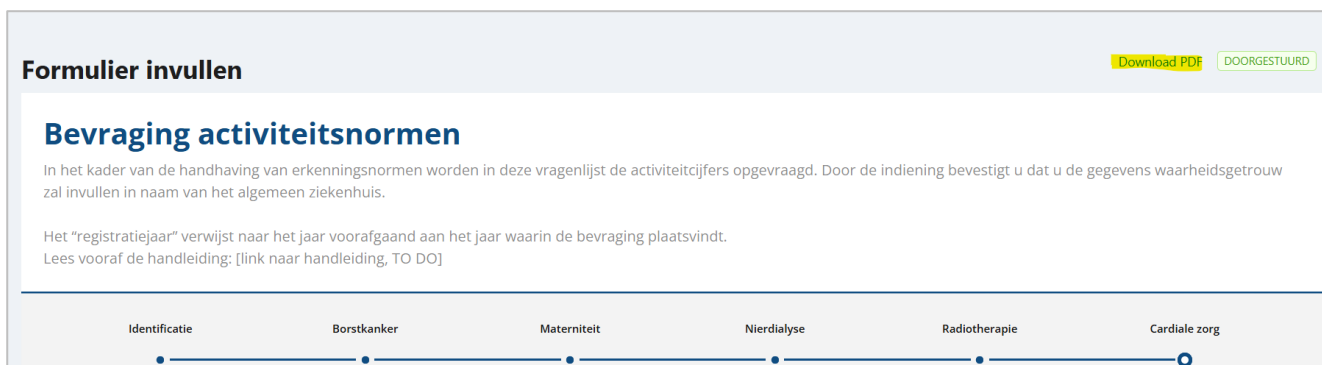 Formulier invullen
Download PDF
DOORGESTUURD
Bevraging activiteitsnormen
In het kader van de handhaving van erkenningsnormen worden in deze vragenlijst de activiteitcijfers opgevraagd. Door de indiening bevestigt u dat u de gegevens waarheidsgetrouw
zal invullen in naam van het algemeen ziekenhuis.
Het “registratiejaar” verwijst naar het jaar voorafgaand aan het jaar waarin de bevraging plaatsvindt.
Lees vooraf de handleiding: [link naar handleiding, TO DO]
Identificatie
Borstkanker
Materniteit
Nierdialyse
Radiotherapie
Cardiale zorg